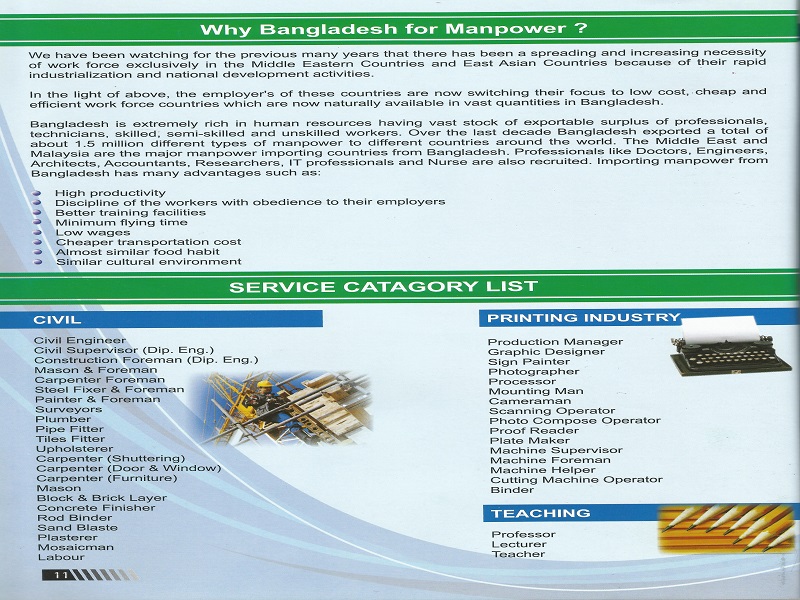 Why Bangladesh for Manpower ?
We have been watching for the previous many years that there has been a spreading and increasing necessity
of work force exclusively in the Middle Eastern Countries and East Asian Countries because of their rapid
industrialization and national development activities.
In the light of above, the employer's of these countries are now switching their focus to low cost, cheap and
efficient work force countries which are now naturally available in vast quantities in Bangladesh.
Bangladesh is extremely rich in human resources having vast stock of exportable surplus of professionals,
technicians, skilled, semi-skilled and unskilled workers. Over the last decade Bangladesh exported a total of
about 1.5 million different types of manpower to different countries around the world. The Middle East and
Malaysia are the major manpower importing countries from Bangladesh. Professionals like Doctors, Engineers,
Architects, Accountants, Researchers, IT professionals and Nurse are also recruited. Importing manpower from
Bangladesh has many advantages such as:
High productivity
Discipline of the workers with obedience to their employers
Better training facilities
Minimum flying time
Low wages
Cheaper transportation cost
Almost similar food habit
Similar cultural environment
SERVICE CATAGORY LIST
CIVIL
Civil Engineer
Civil Supervisor (Dip. Eng.)
Construction Foreman (Dip. Eng.)
Mason & Foreman
Carpenter Foreman
Steel Fixer & Foreman
Painter & Foreman
Surveyors
Plumber
Pipe Fitter
Tiles Fitter
Upholsterer
Carpenter (Shuttering)
Carpenter (Door & Window)
Carpenter (Furniture)
Mason
Block & Brick Layer
Concrete Finisher
Rod Binder
Sand Blaste
Plasterer
Mosaicman
Labour
11
PRINTING INDUSTRY
Production Manager
Graphic Designer
Sign Painter
Photographer
Processor
Mounting Man
Cameraman
Scanning Operator
Photo Compose Operator
Proof Reader
Plate Maker
Machine Supervisor
Machine Foreman
Machine Helper
Cutting Machine Operator
Binder
TEACHING
Professor
Lecturer
Teacher